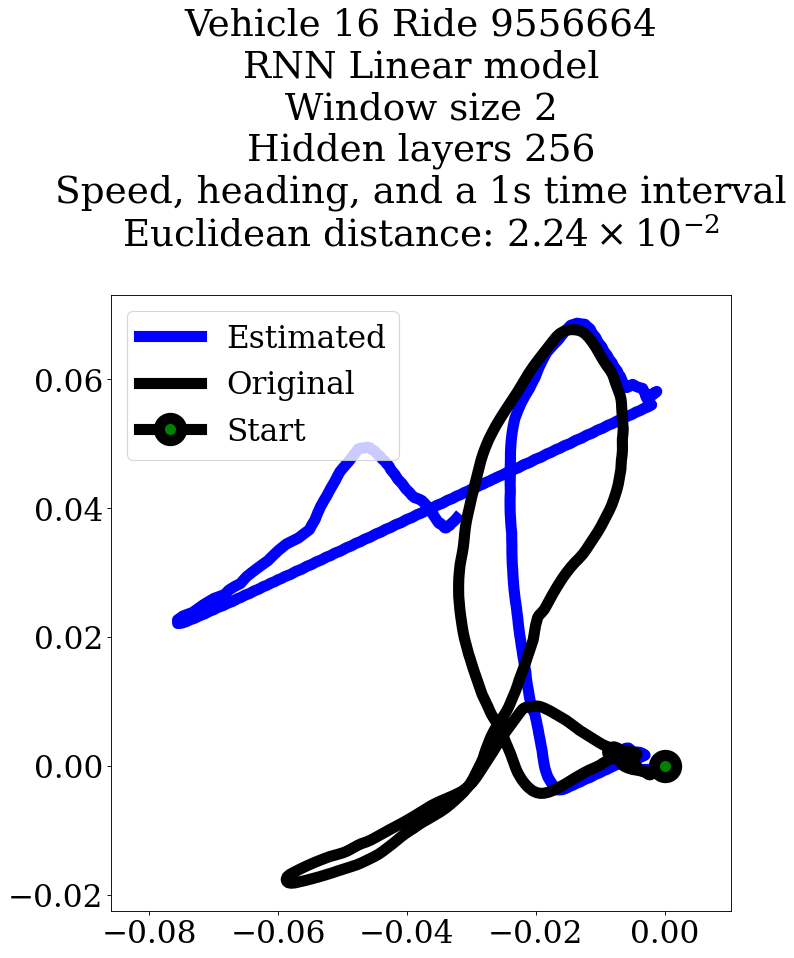 Vehicle 16 Ride 9556664
RNN Linear model
Window size 2
Hidden layers 256
Speed, heading, and a 1s time interval
Euclidean distance: 2.24 × 10⁻²
Estimated
Original
Start
0.06
0.04
0.02
0.00
−0.02
−0.08 −0.06 −0.04 −0.02 0.00